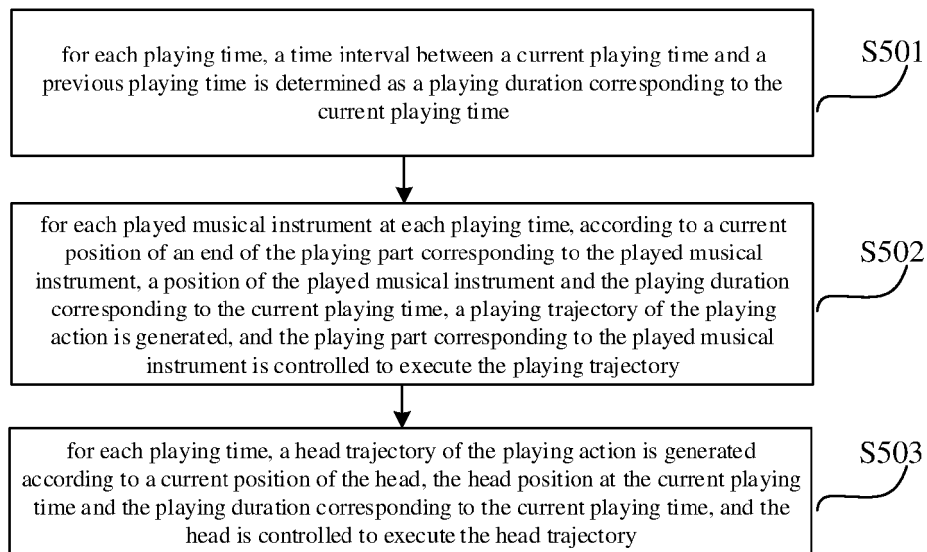 for each playing time, a time interval between a current playing time and a
previous playing time is determined as a playing duration corresponding to the
current playing time
S501
for each played musical instrument at each playing time, according to a current
position of an end of the playing part corresponding to the played musical
instrument, a position of the played musical instrument and the playing duration
corresponding to the current playing time, a playing trajectory of the playing
action is generated, and the playing part corresponding to the played musical
instrument is controlled to execute the playing trajectory
S502
for each playing time, a head trajectory of the playing action is generated
according to a current position of the head, the head position at the current playing
time and the playing duration corresponding to the current playing time, and the
head is controlled to execute the head trajectory
S503